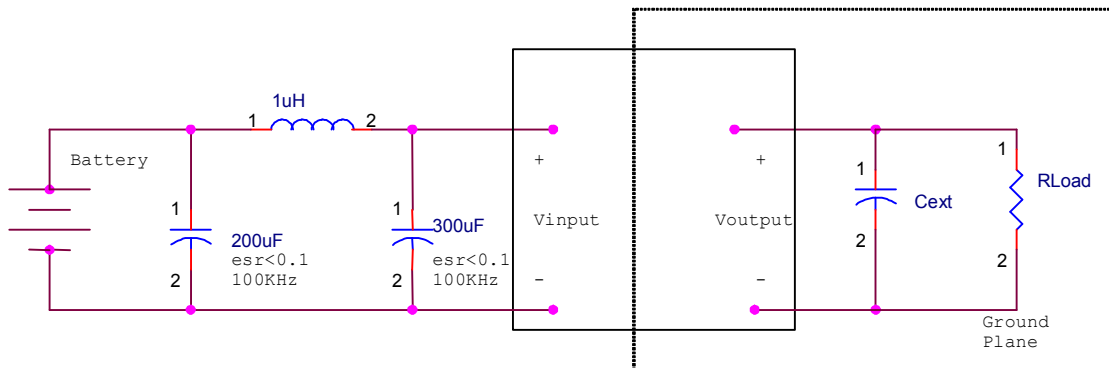 1uH
1
2
Battery
+
+
1
1
RLoad
1
1
300uF
Vinput
Voutput
Cext
200uF
esr<0.1
100KHz
esr<0.1
100KHz
2
2
2
2
-
-
Ground
Plane